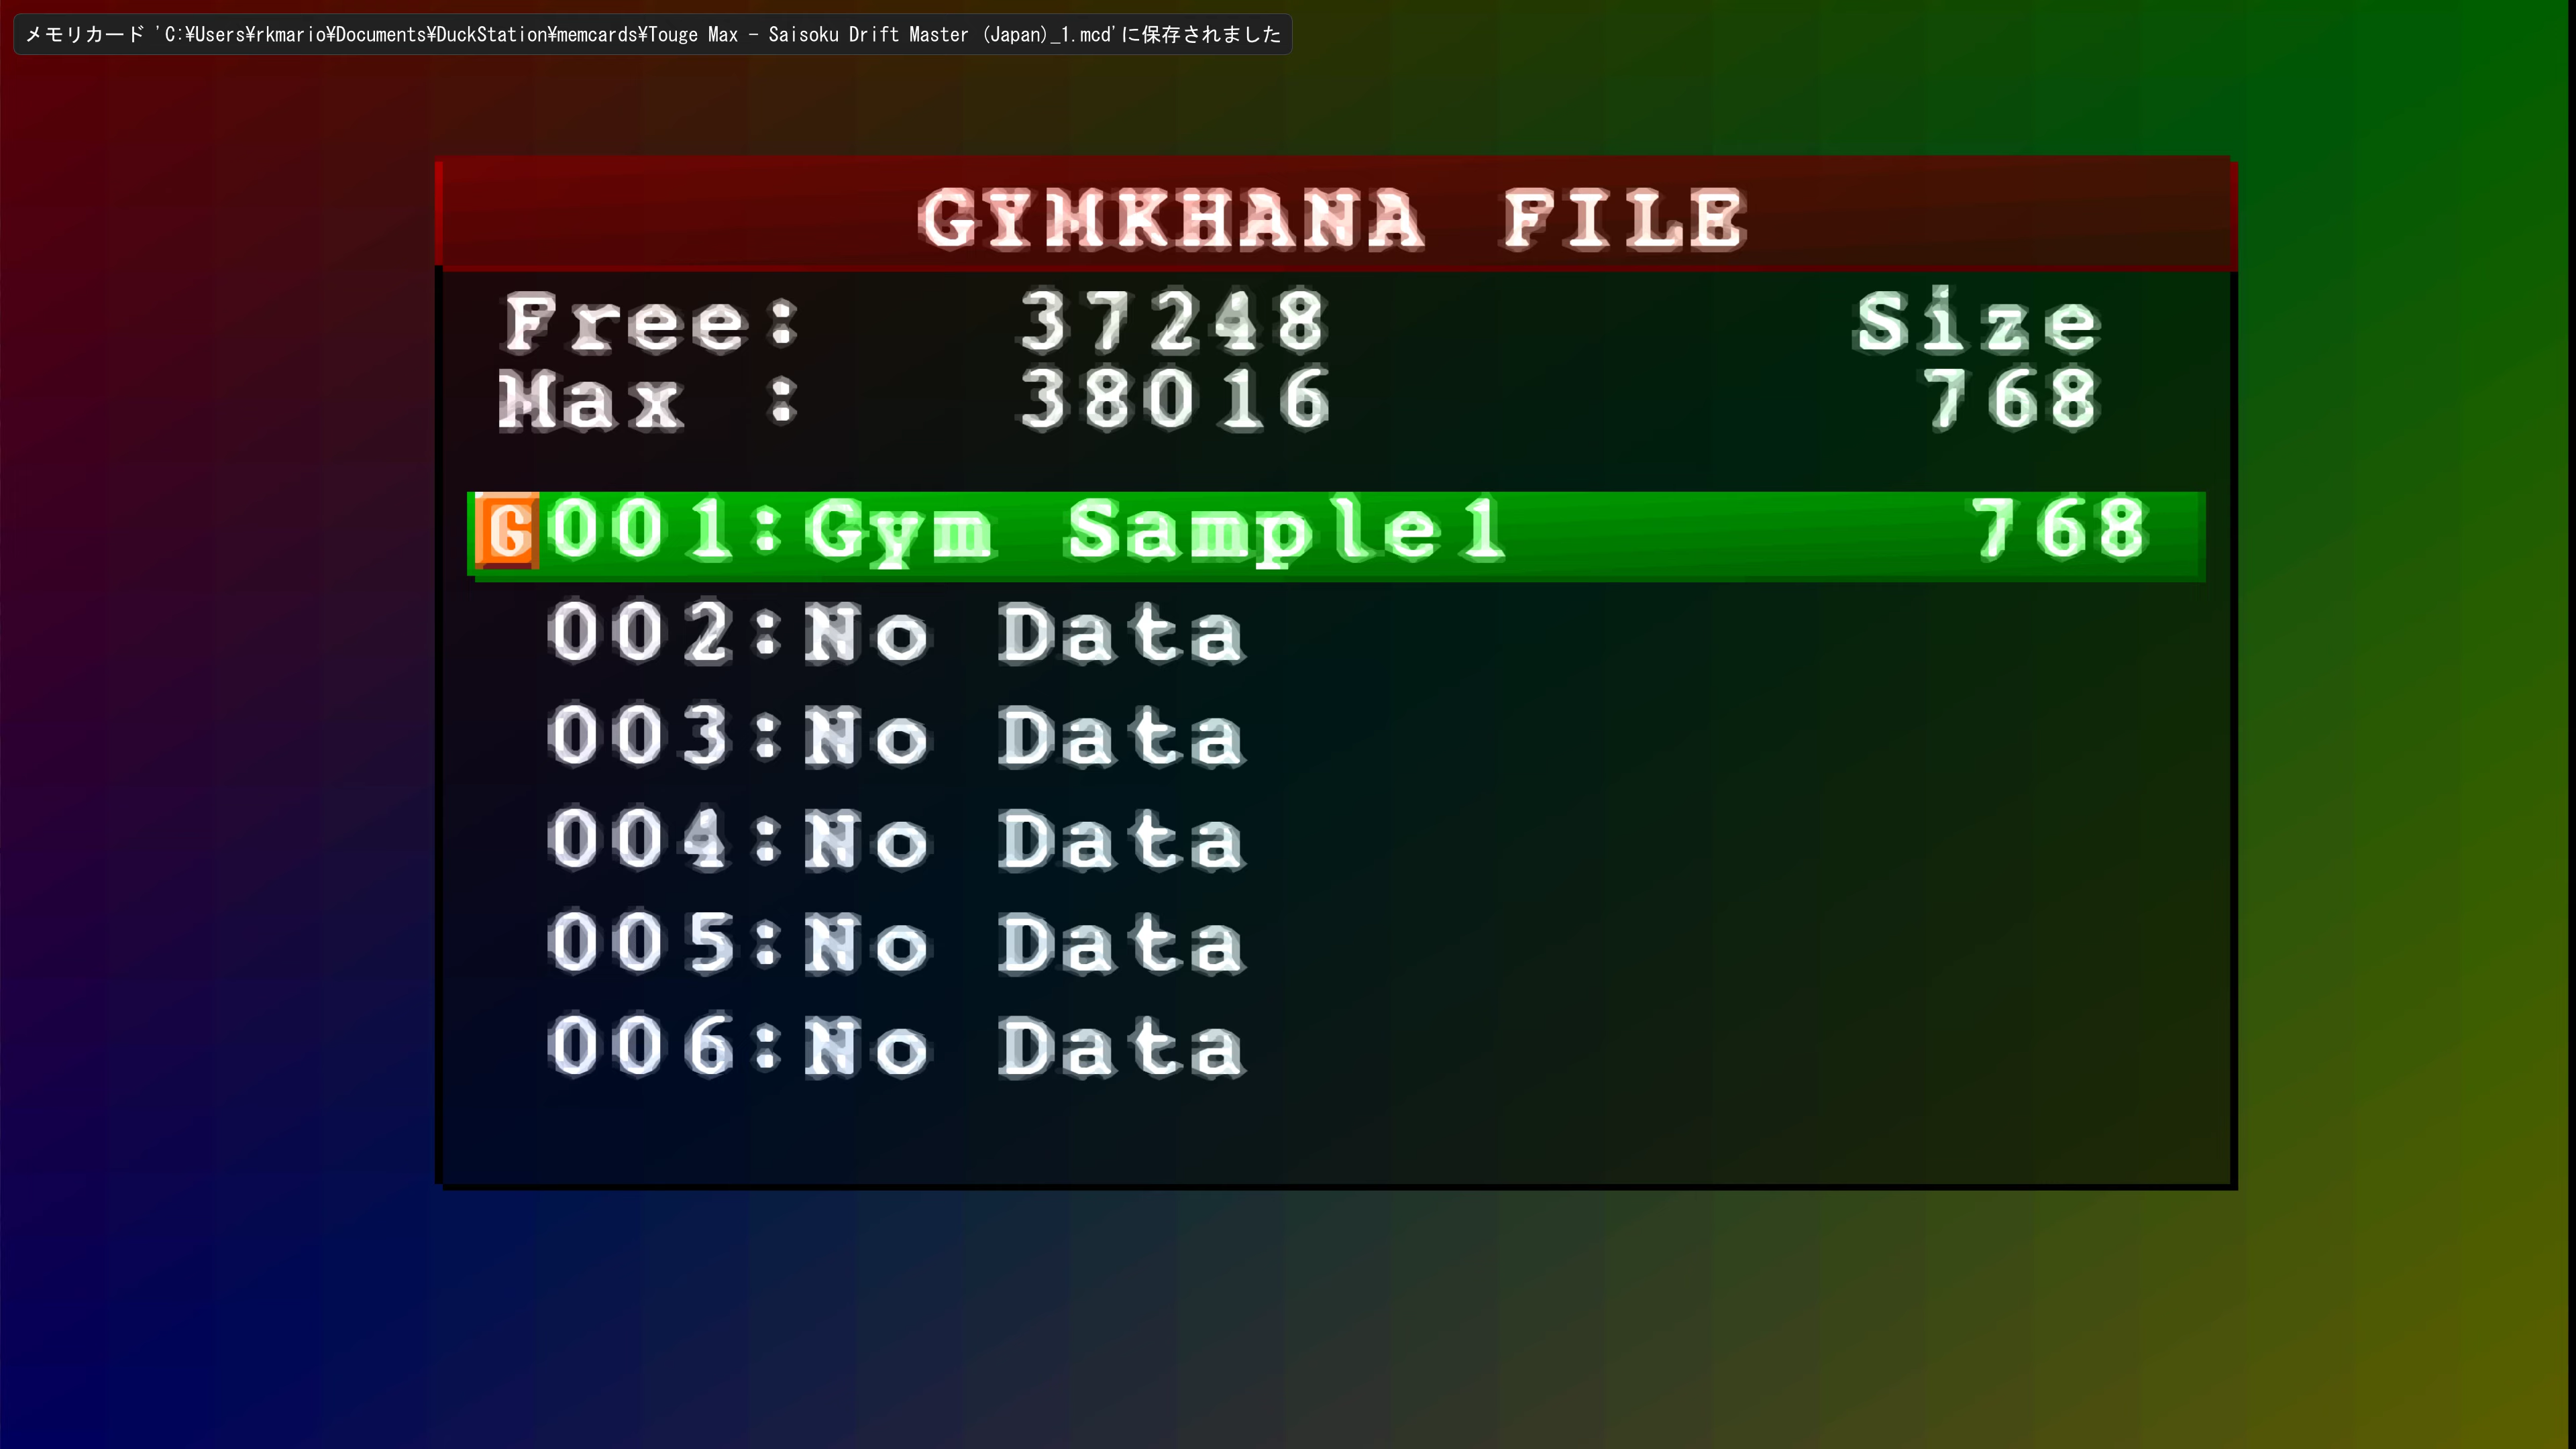 メモリカード 'C:¥Users¥rkmario¥Documents¥DuckStation¥memcards¥Touge Max - Saisoku Drift Master (Japan)_1.mcd'に保存されました
GYMKHANA FILE
Free: 37248 Size
Max : 38016 768
G001:Gym Sample1 768
002:No Data
003:No Data
004:No Data
005:No Data
006:No Data